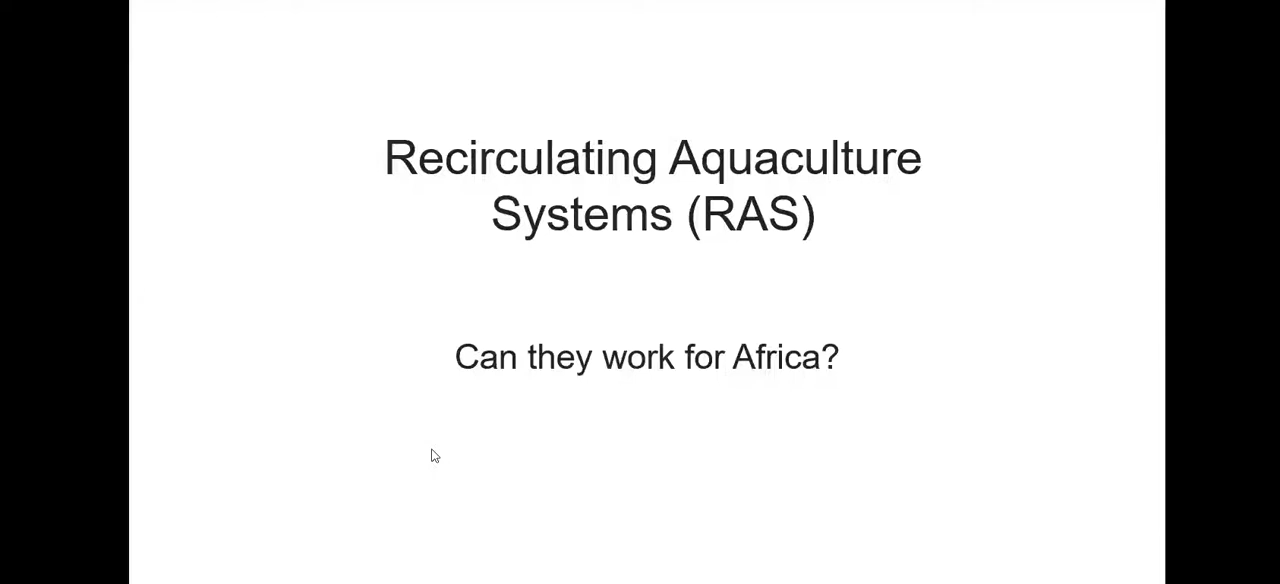 Recirculating Aquaculture
Systems (RAS)
Can they work for Africa?